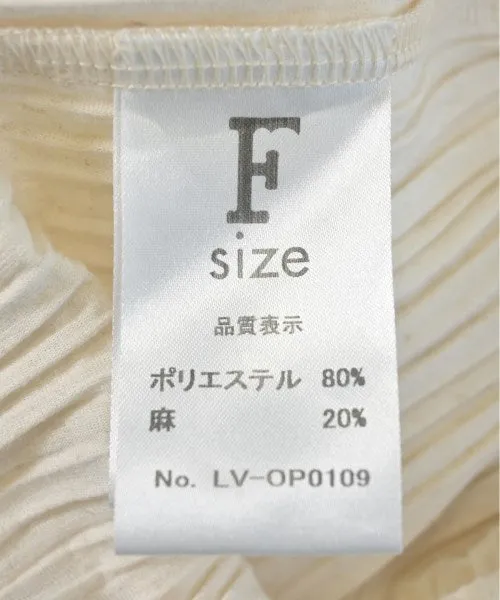 F
size
品質表示
ポリエステル 80%
麻 20%
No. LV-OP0109